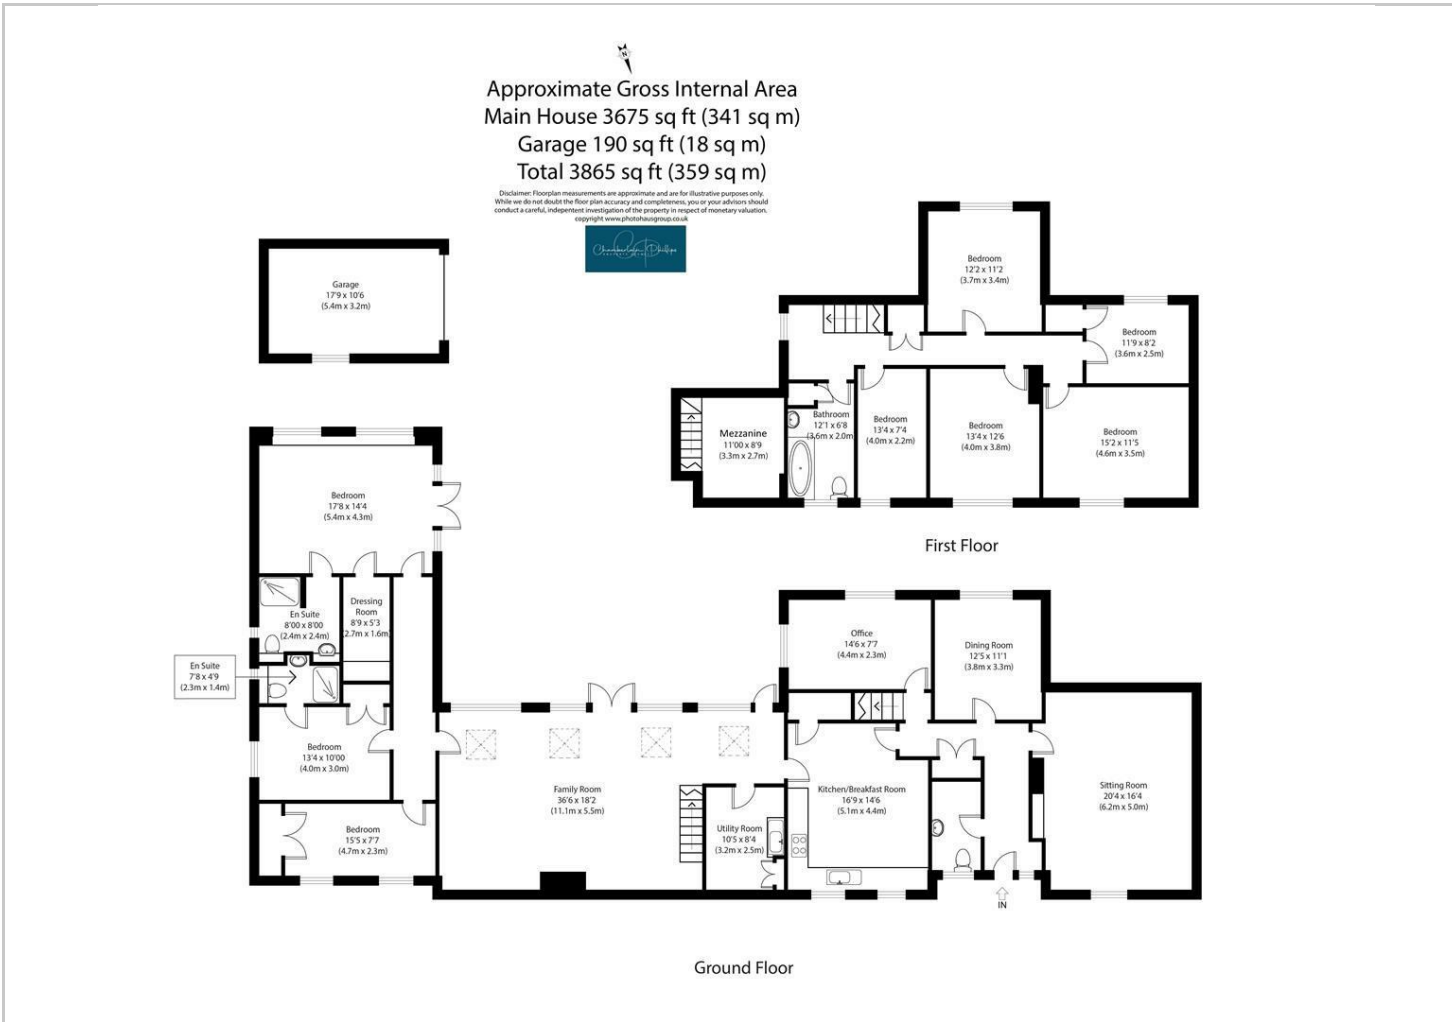 N
Approximate Gross Internal Area
Main House 3675 sq ft (341 sq m)
Garage 190 sq ft (18 sq m)
Total 3865 sq ft (359 sq m)
Disclaimer: Floorplan measurements are approximate and are for illustrative purposes only.
While we do not doubt the floor plan accuracy and completeness, you or your advisors should
conduct a careful, indepentent investigation of the property in respect of monetary valuation.
copyright www.photohausgroup.co.uk
Chamberlain Phillips
Garage
17'9 x 10'6
(5.4m x 3.2m)
Bedroom
12'2 x 11'2
(3.7m x 3.4m)
Bedroom
11'9 x 8'2
(3.6m x 2.5m)
Mezzanine
11'00 x 8'9
(3.3m x 2.7m)
Bathroom
12'1 x 6'8
(3.6m x 2.0m)
Bedroom
13'4 x 7'4
(4.0m x 2.2m)
Bedroom
13'4 x 12'6
(4.0m x 3.8m)
Bedroom
15'2 x 11'5
(4.6m x 3.5m)
First Floor
Bedroom
17'8 x 14'4
(5.4m x 4.3m)
En Suite
8'00 x 8'00
(2.4m x 2.4m)
Dressing
Room
8'9 x 5'3
(2.7m x 1.6m)
En Suite
7'8 x 4'9
(2.3m x 1.4m)
Bedroom
13'4 x 10'00
(4.0m x 3.0m)
Bedroom
15'5 x 7'7
(4.7m x 2.3m)
Family Room
36'6 x 18'2
(11.1m x 5.5m)
Utility Room
10'5 x 8'4
(3.2m x 2.5m)
Office
14'6 x 7'7
(4.4m x 2.3m)
Dining Room
12'5 x 11'1
(3.8m x 3.3m)
Kitchen/Breakfast Room
16'9 x 14'6
(5.1m x 4.4m)
Sitting Room
20'4 x 16'4
(6.2m x 5.0m)
IN
Ground Floor